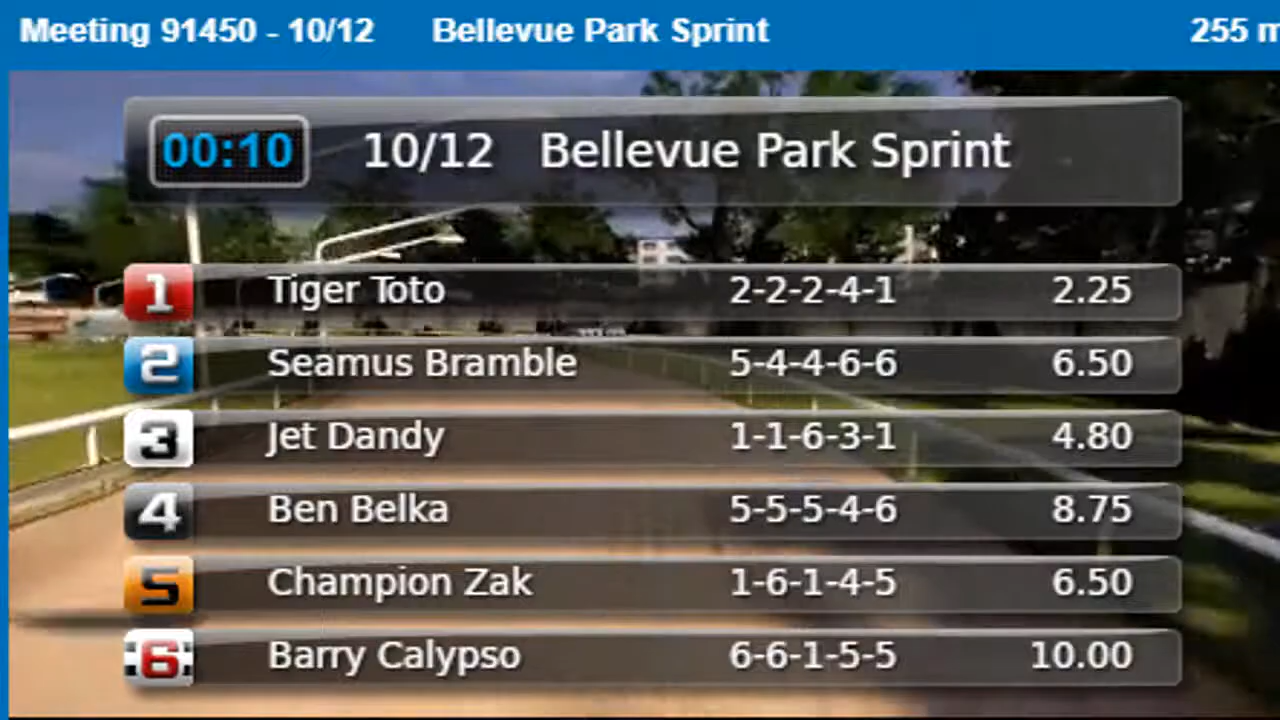 Meeting 91450 - 10/12 Bellevue Park Sprint 255 m
00:10 10/12 Bellevue Park Sprint
1 Tiger Toto 2-2-2-4-1 2.25
2 Seamus Bramble 5-4-4-6-6 6.50
3 Jet Dandy 1-1-6-3-1 4.80
4 Ben Belka 5-5-5-4-6 8.75
5 Champion Zak 1-6-1-4-5 6.50
6 Barry Calypso 6-6-1-5-5 10.00